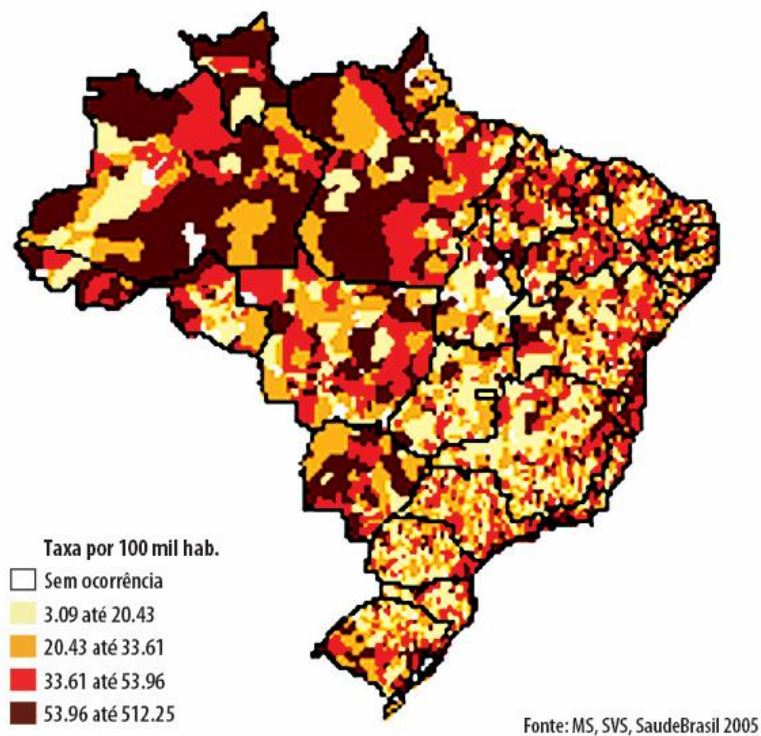 Taxa por 100 mil hab.
Sem ocorrência
3.09 até 20.43
20.43 até 33.61
33.61 até 53.96
53.96 até 512.25
Fonte: MS, SVS, SaudeBrasil 2005